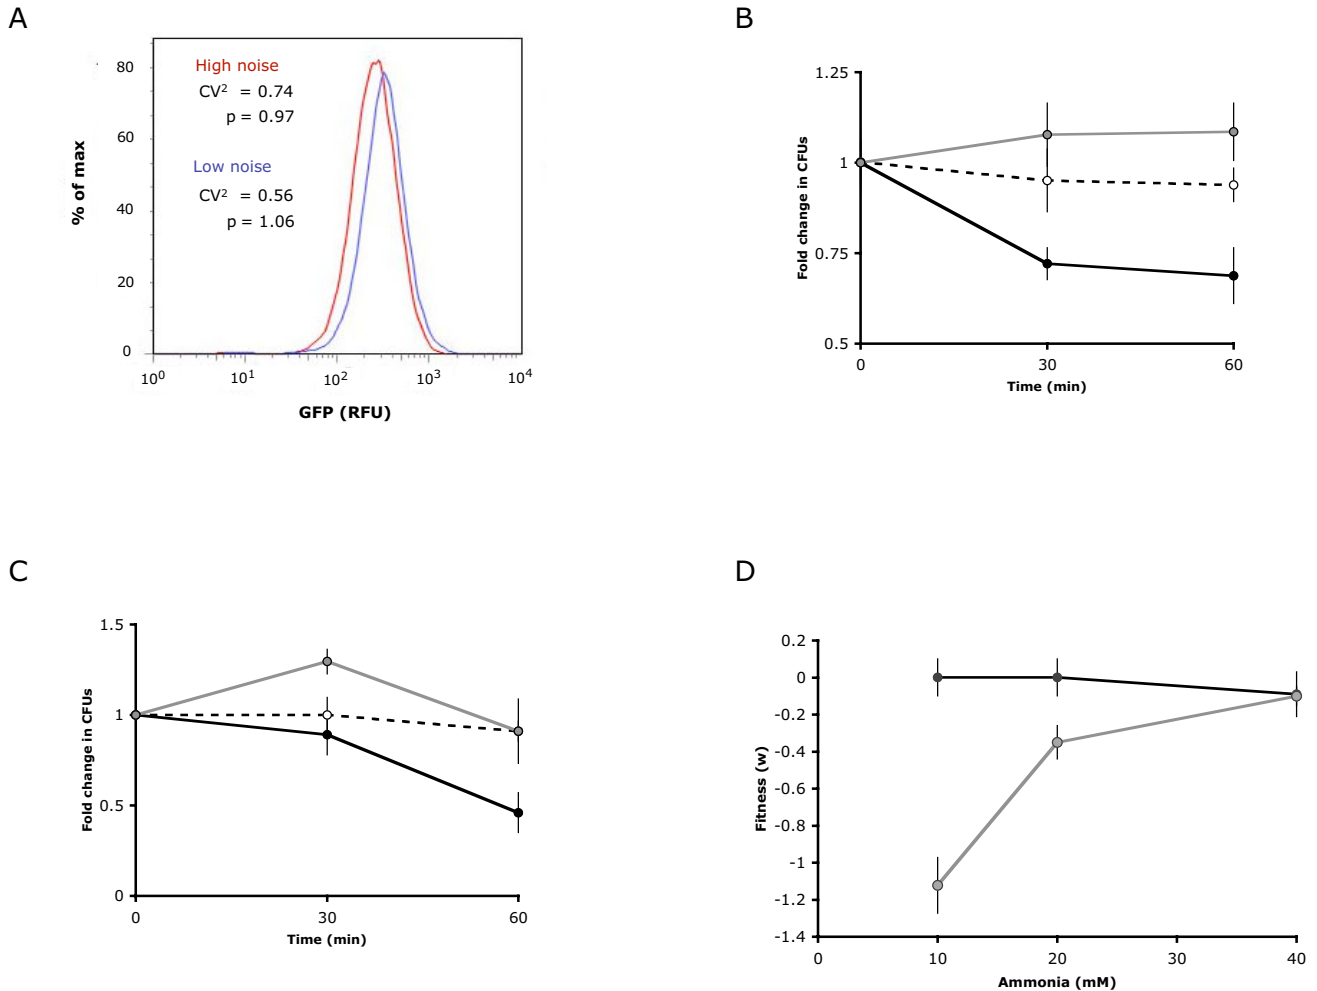 A
High noise
CV² = 0.74
p = 0.97
Low noise
CV² = 0.56
p = 1.06
% of max
80
60
40
20
0
10⁰ 10¹ 10² 10³ 10⁴
GFP (RFU)
B
Fold change in CFUs
1.25
1
0.75
0.5
0 30 60
Time (min)
C
Fold change in CFUs
1.5
1
0.5
0
0 30 60
Time (min)
D
Fitness (w)
0.2
0
-0.2
-0.4
-0.6
-0.8
-1
-1.2
-1.4
0 10 20 30 40
Ammonia (mM)